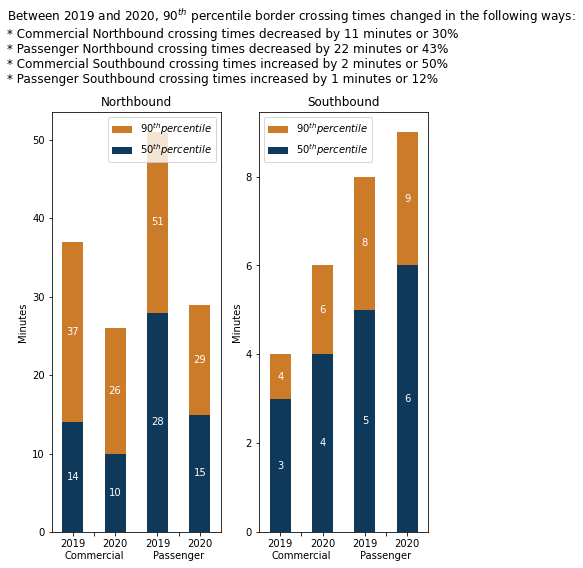 Between 2019 and 2020, 90th percentile border crossing times changed in the following ways:
* Commercial Northbound crossing times decreased by 11 minutes or 30%
* Passenger Northbound crossing times decreased by 22 minutes or 43%
* Commercial Southbound crossing times increased by 2 minutes or 50%
* Passenger Southbound crossing times increased by 1 minutes or 12%
Northbound
90th percentile
50th percentile
Minutes
50
40
30
20
10
0
37
14
26
10
51
28
29
15
2019 2020 2019 2020
Commercial Passenger
Southbound
90th percentile
50th percentile
Minutes
8
6
4
2
0
4
3
6
4
8
5
9
6
2019 2020 2019 2020
Commercial Passenger